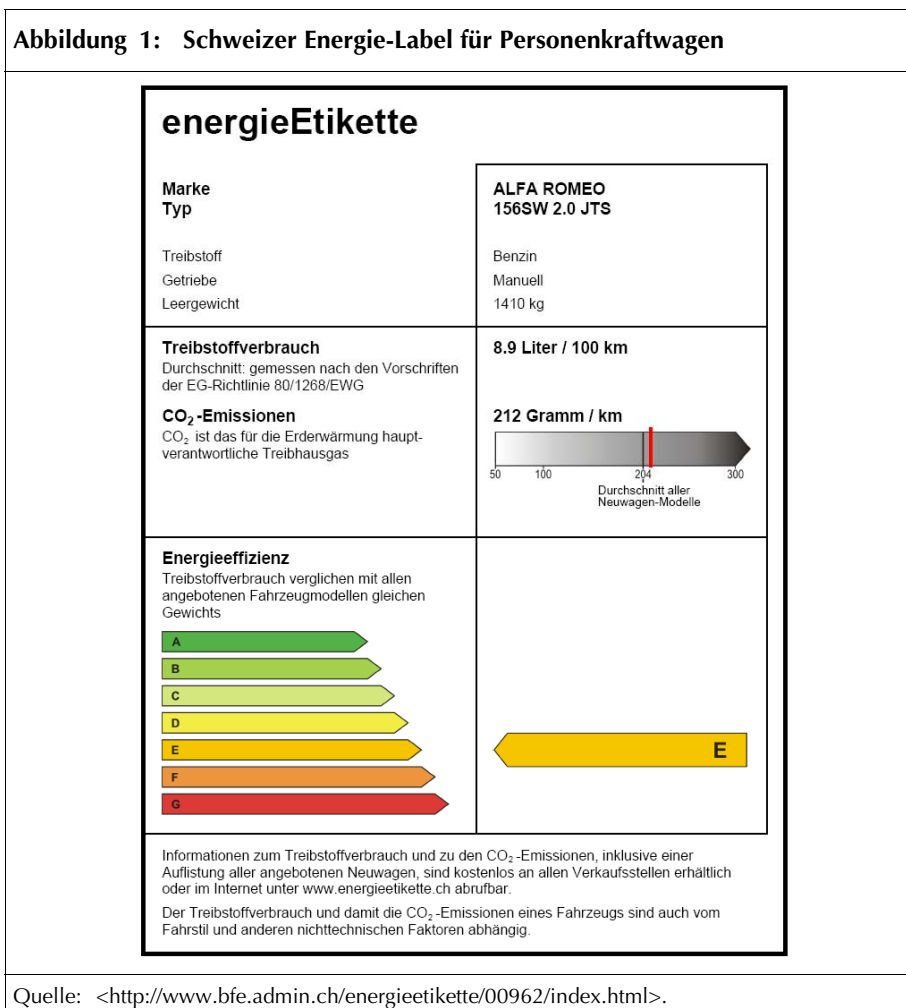 Abbildung 1: Schweizer Energie-Label für Personenkraftwagen
energieEtikette
Marke ALFA ROMEO
Typ 156SW 2.0 JTS
Treibstoff Benzin
Getriebe Manuell
Leergewicht 1410 kg
Treibstoffverbrauch 8.9 Liter / 100 km
Durchschnitt: gemessen nach den Vorschriften
der EG-Richtlinie 80/1268/EWG
CO₂-Emissionen 212 Gramm / km
CO₂ ist das für die Erderwärmung haupt-
verantwortliche Treibhausgas
50 100 204 300
Durchschnitt aller
Neuwagen-Modelle
Energieeffizienz
Treibstoffverbrauch verglichen mit allen
angebotenen Fahrzeugmodellen gleichen
Gewichts
A
B
C
D
E E
F
G
Informationen zum Treibstoffverbrauch und zu den CO₂-Emissionen, inklusive einer
Auflistung aller angebotenen Neuwagen, sind kostenlos an allen Verkaufsstellen erhältlich
oder im Internet unter www.energieetikette.ch abrufbar.
Der Treibstoffverbrauch und damit die CO₂-Emissionen eines Fahrzeugs sind auch vom
Fahrstil und anderen nichttechnischen Faktoren abhängig.
Quelle: <http://www.bfe.admin.ch/energieetikette/00962/index.html>.